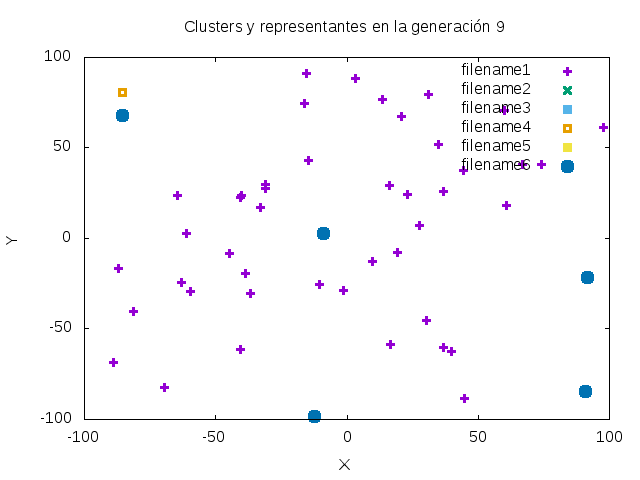 Clusters y representantes en la generación 9
100
50
0
-50
-100
-100
-50
0
50
100
Y
X
filename1
filename2
filename3
filename4
filename5
filename6